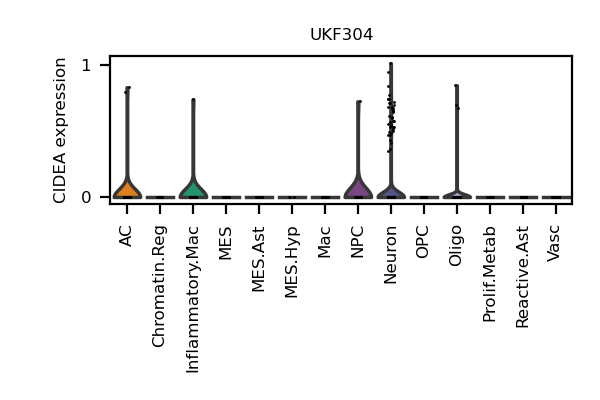 UKF304
CIDEA expression
1
0
AC
Chromatin.Reg
Inflammatory.Mac
MES
MES.Ast
MES.Hyp
Mac
NPC
Neuron
OPC
Oligo
Prolif.Metab
Reactive.Ast
Vasc